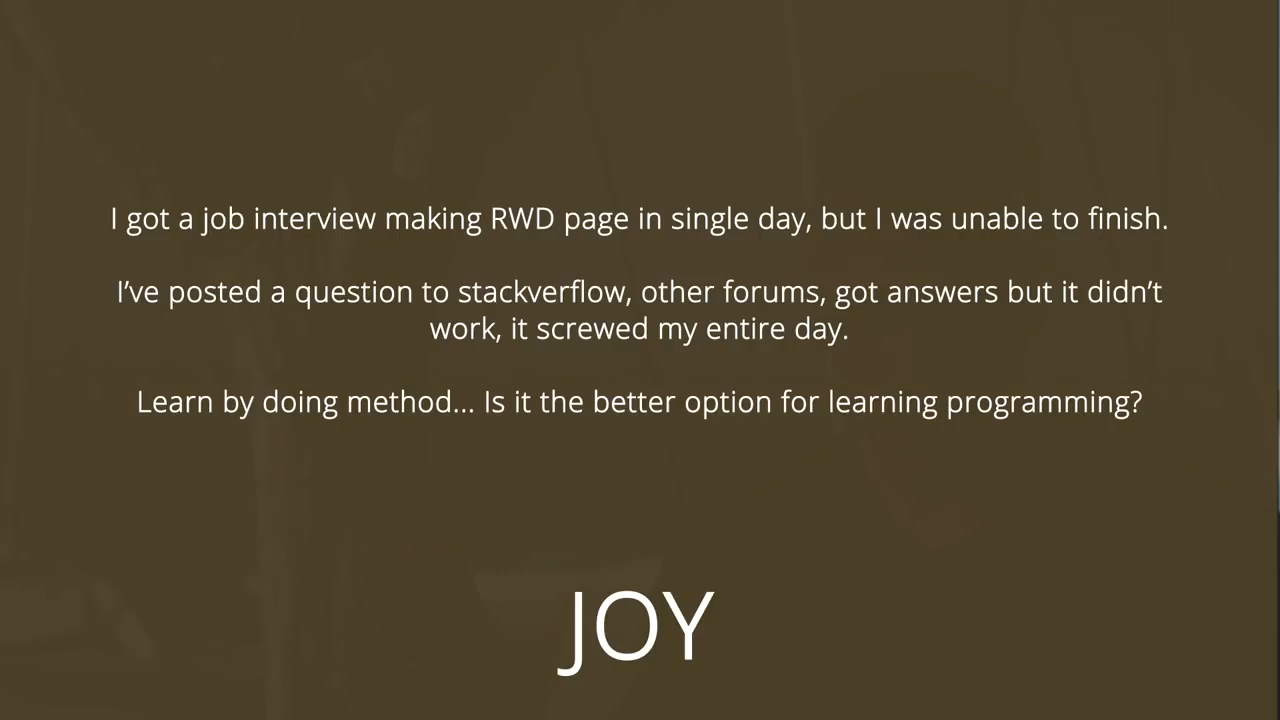 I got a job interview making RWD page in single day, but I was unable to finish.
I’ve posted a question to stackverflow, other forums, got answers but it didn’t
work, it screwed my entire day.
Learn by doing method... Is it the better option for learning programming?
JOY